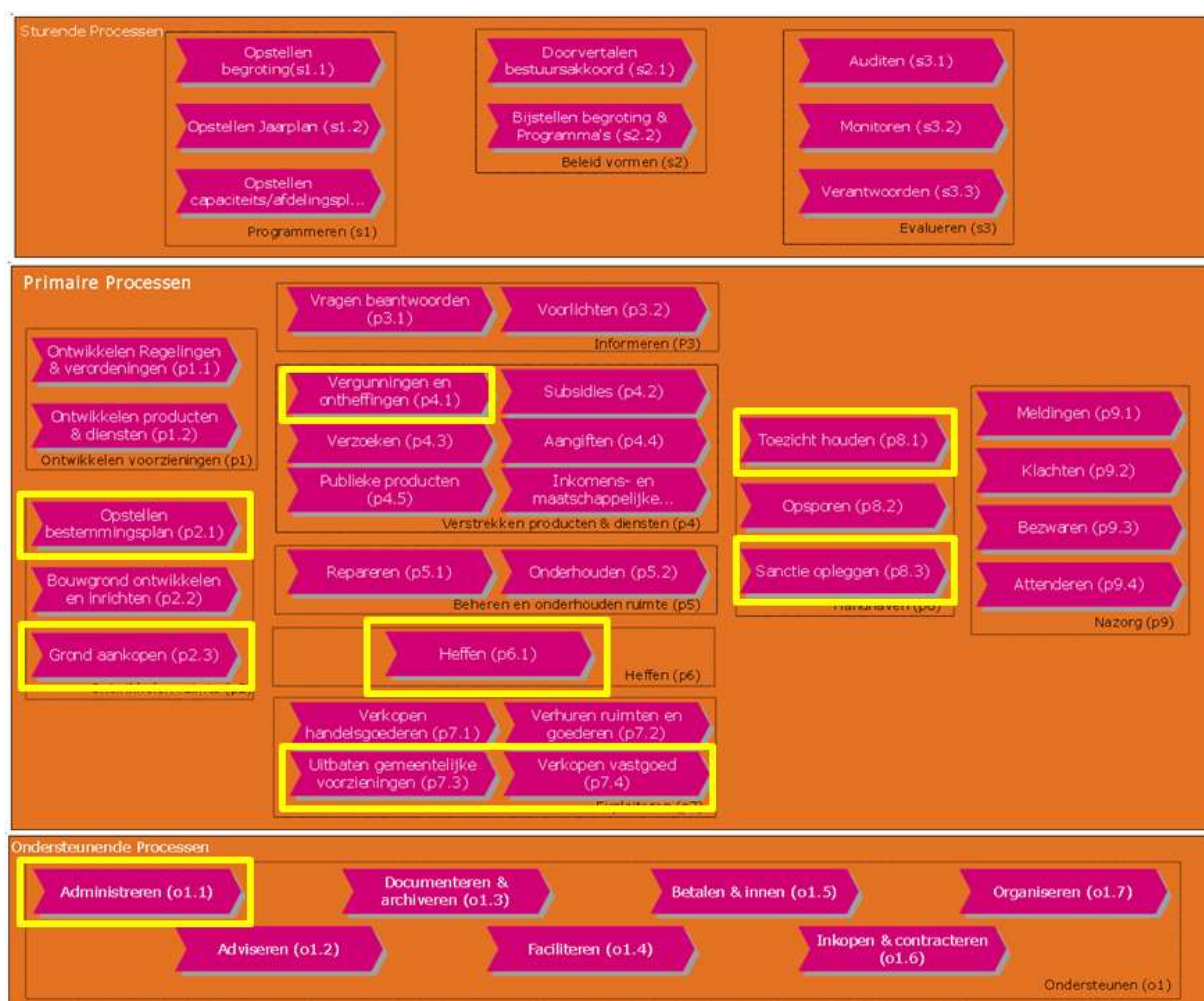 Sturende Processen
Opstellen
begroting(s1.1)
Opstellen Jaarplan (s1.2)
Opstellen
capaciteits/afdelingspl...
Programmeren (s1)
Doorvertalen
bestuursakkoord (s2.1)
Bijstellen begroting &
Programma's (s2.2)
Beleid vormen (s2)
Auditen (s3.1)
Monitoren (s3.2)
Verantwoorden (s3.3)
Evalueren (s3)
Primaire Processen
Ontwikkelen Regelingen
& verordeningen (p1.1)
Ontwikkelen producten
& diensten (p1.2)
Ontwikkelen voorzieningen (p1)
Opstellen
bestemmingsplan (p2.1)
Bouwgrond ontwikkelen
en inrichten (p2.2)
Grond aankopen (p2.3)
Vragen beantwoorden
(p3.1)
Voorlichten (p3.2)
Informeren (P3)
Vergunningen en
ontheffingen (p4.1)
Subsidies (p4.2)
Verzoeken (p4.3)
Aangiften (p4.4)
Publieke producten
(p4.5)
Inkomens- en
maatschappelijke...
Verstrekken producten & diensten (p4)
Repareren (p5.1)
Onderhouden (p5.2)
Beheren en onderhouden ruimte (p5)
Heffen (p6.1)
Heffen (p6)
Verkopen
handelsgoederen (p7.1)
Verhuren ruimten en
goederen (p7.2)
Uitbaten gemeentelijke
voorzieningen (p7.3)
Verkopen vastgoed
(p7.4)
Toezicht houden (p8.1)
Opsporen (p8.2)
Sanctie opleggen (p8.3)
Handhaven (p8)
Meldingen (p9.1)
Klachten (p9.2)
Bezwaren (p9.3)
Attenderen (p9.4)
Nazorg (p9)
Ondersteunende Processen
Administreren (o1.1)
Documenteren &
archiveren (o1.3)
Betalen & innen (o1.5)
Organiseren (o1.7)
Adviseren (o1.2)
Faciliteren (o1.4)
Inkopen & contracteren
(o1.6)
Ondersteunen (o1)